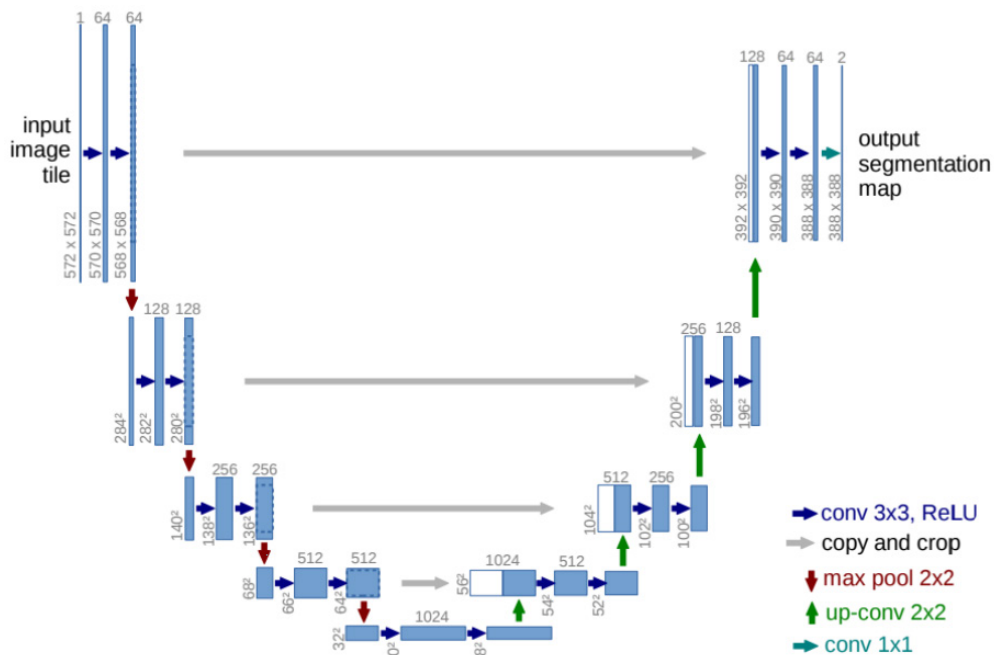 1 64 64
input
image
tile
572 x 572
570 x 570
568 x 568
128 64 64 2
output
segmentation
map
392 x 392
390 x 390
388 x 388
388 x 388
128 128
284²
282²
280²
256 128
200²
198²
196²
256 256
140²
138²
136²
512 256
104²
102²
100²
512 512
68²
66²
64²
1024 512
56²
54²
52²
1024
32²
0²
8²
conv 3x3, ReLU
copy and crop
max pool 2x2
up-conv 2x2
conv 1x1